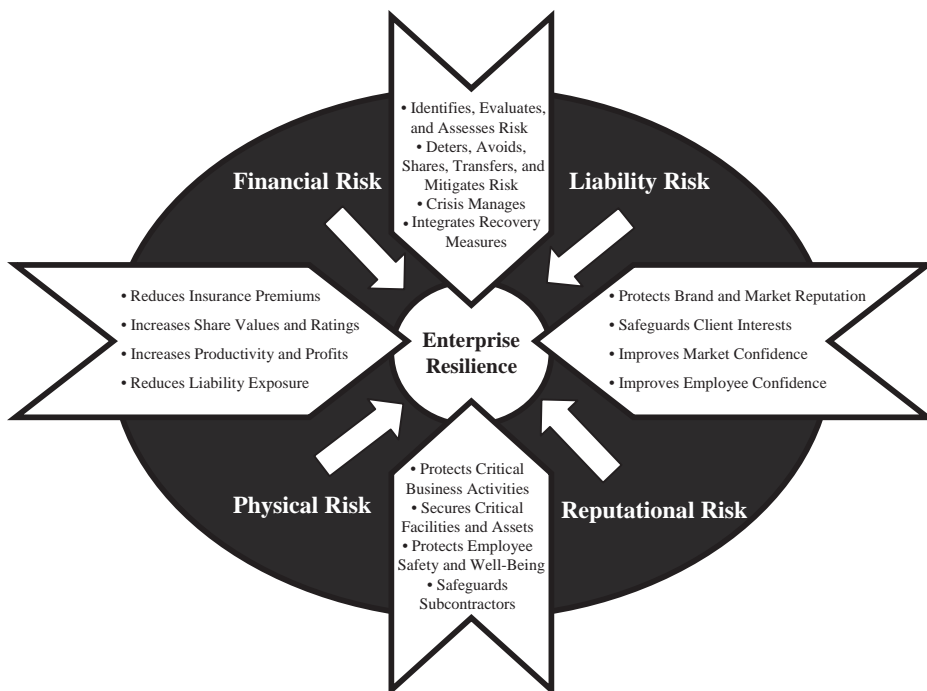 • Identifies, Evaluates,
and Assesses Risk
• Deters, Avoids,
Shares, Transfers, and
Mitigates Risk
• Crisis Manages
• Integrates Recovery
Measures
Financial Risk
Liability Risk
• Reduces Insurance Premiums
• Increases Share Values and Ratings
• Increases Productivity and Profits
• Reduces Liability Exposure
Enterprise
Resilience
• Protects Brand and Market Reputation
• Safeguards Client Interests
• Improves Market Confidence
• Improves Employee Confidence
Physical Risk
Reputational Risk
• Protects Critical
Business Activities
• Secures Critical
Facilities and Assets
• Protects Employee
Safety and Well-Being
• Safeguards
Subcontractors